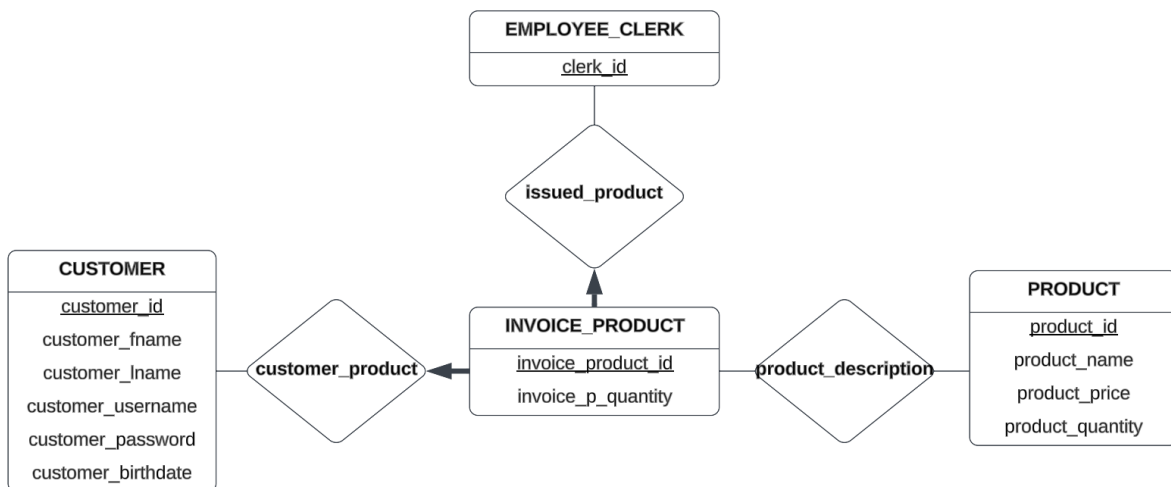 EMPLOYEE_CLERK
clerk_id
issued_product
CUSTOMER
customer_id
customer_fname
customer_lname
customer_username
customer_password
customer_birthdate
customer_product
INVOICE_PRODUCT
invoice_product_id
invoice_p_quantity
product_description
PRODUCT
product_id
product_name
product_price
product_quantity